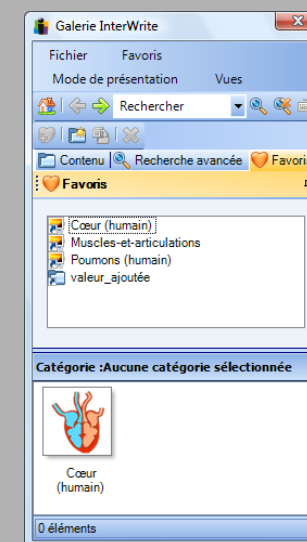 Galerie InterWrite
Fichier Favoris
Mode de présentation Vues
Rechercher
Contenu Recherche avancée Favori
Favoris
Cœur (humain)
Muscles-et-articulations
Poumons (humain)
valeur_ajoutée
Catégorie :Aucune catégorie sélectionnée
Cœur
(humain)
0 éléments